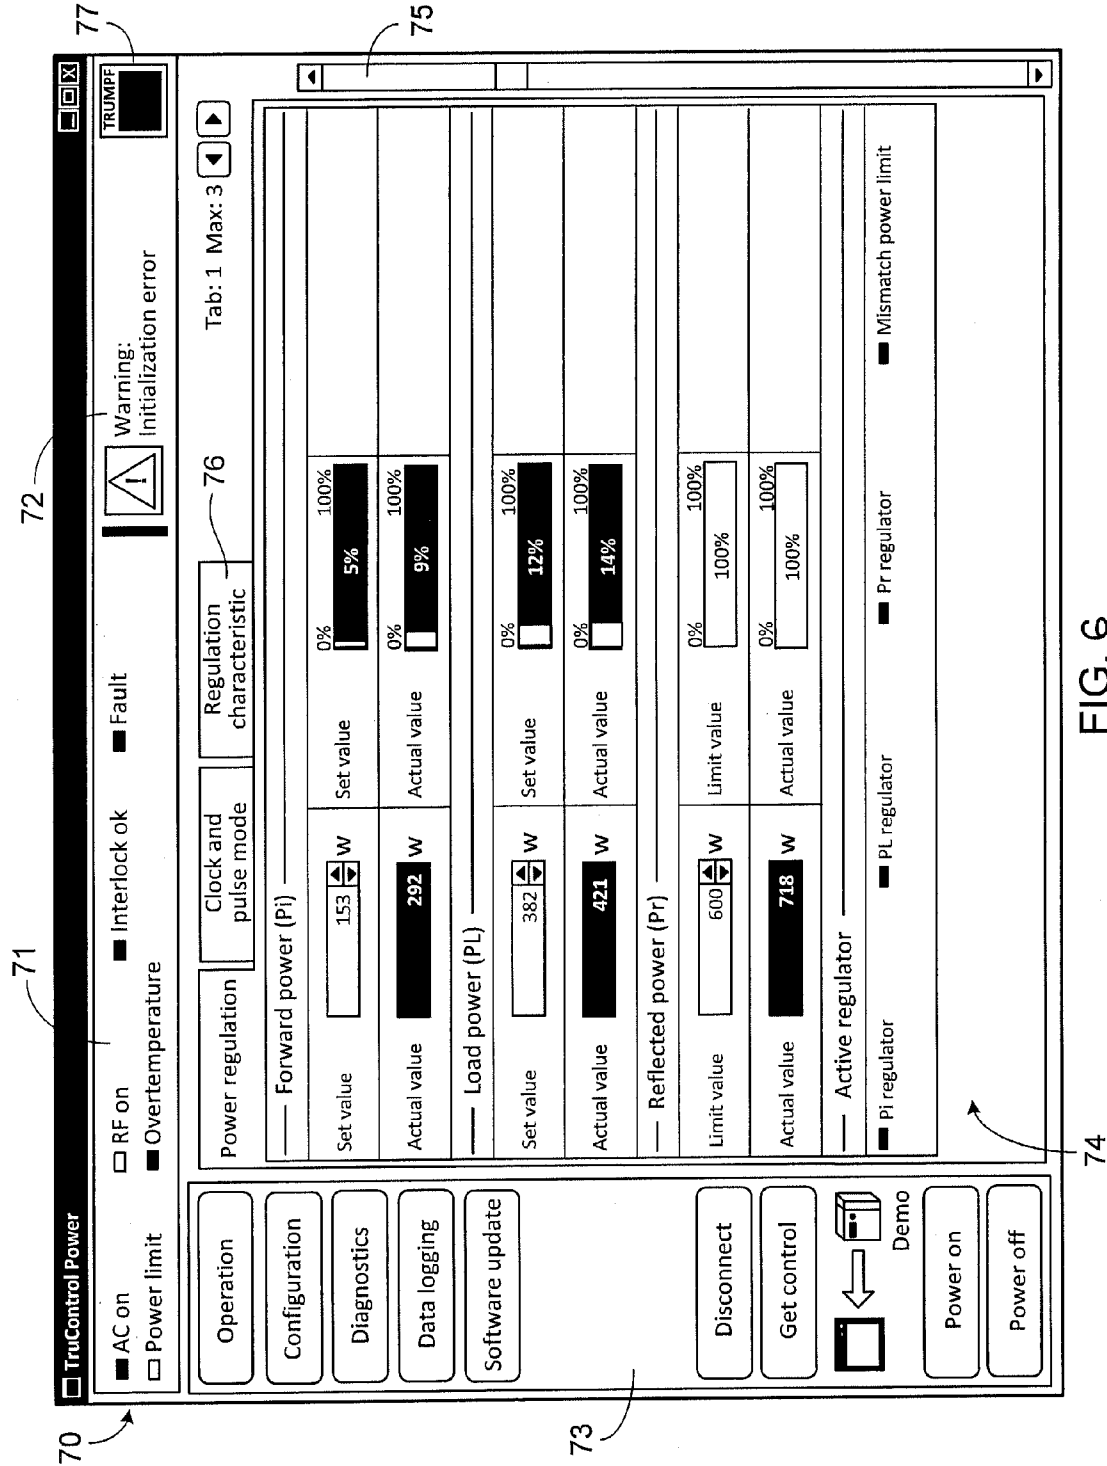 70
71
72
77
TruControl Power
AC on
RF on
Interlock ok
Fault
Power limit
Overtemperature
Warning:
Initialization error
TRUMPF
Operation
Configuration
Diagnostics
Data logging
Software update
Disconnect
Get control
Demo
Power on
Power off
73
Power regulation
Clock and
pulse mode
Regulation
characteristic
76
Tab: 1 Max: 3
75
Forward power (Pi)
Set value 153 W Set value 0% 5% 100%
Actual value 292 W Actual value 0% 9% 100%
Load power (PL)
Set value 382 W Set value 0% 12% 100%
Actual value 421 W Actual value 0% 14% 100%
Reflected power (Pr)
Limit value 600 W Limit value 0% 100% 100%
Actual value 718 W Actual value 0% 100% 100%
Active regulator
Pi regulator PL regulator Pr regulator Mismatch power limit
74
FIG. 6